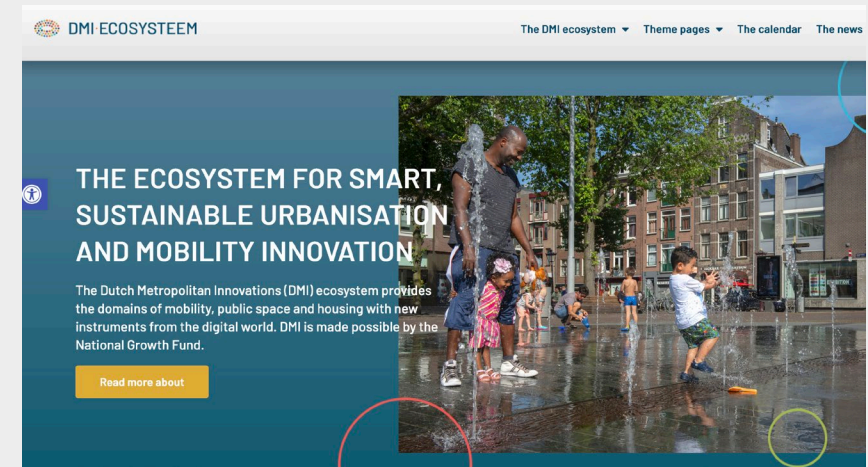 DMI ECOSYSTEEM
The DMI ecosystem Theme pages The calendar The news
THE ECOSYSTEM FOR SMART,
SUSTAINABLE URBANISATION
AND MOBILITY INNOVATION
The Dutch Metropolitan Innovations (DMI) ecosystem provides
the domains of mobility, public space and housing with new
instruments from the digital world. DMI is made possible by the
National Growth Fund.
Read more about